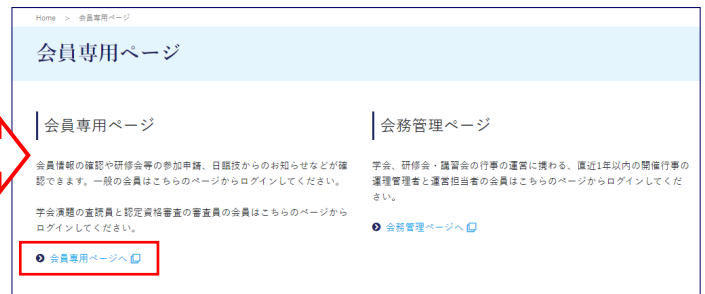 Home > 会員専用ページ
会員専用ページ
会員専用ページ
会員情報の確認や研修会等の参加申請、日臨技からのお知らせなどが確
認できます。一般の会員はこちらのページからログインしてください。
学会演題の査読員と認定資格審査の審査員の会員はこちらのページから
ログインしてください。
会員専用ページへ
会務管理ページ
学会、研修会・講習会の行事の運営に携わる、直近1年以内の開催行事の
運理管理者と運営担当者の会員はこちらのページからログインしてくだ
さい。
会務管理ページへ